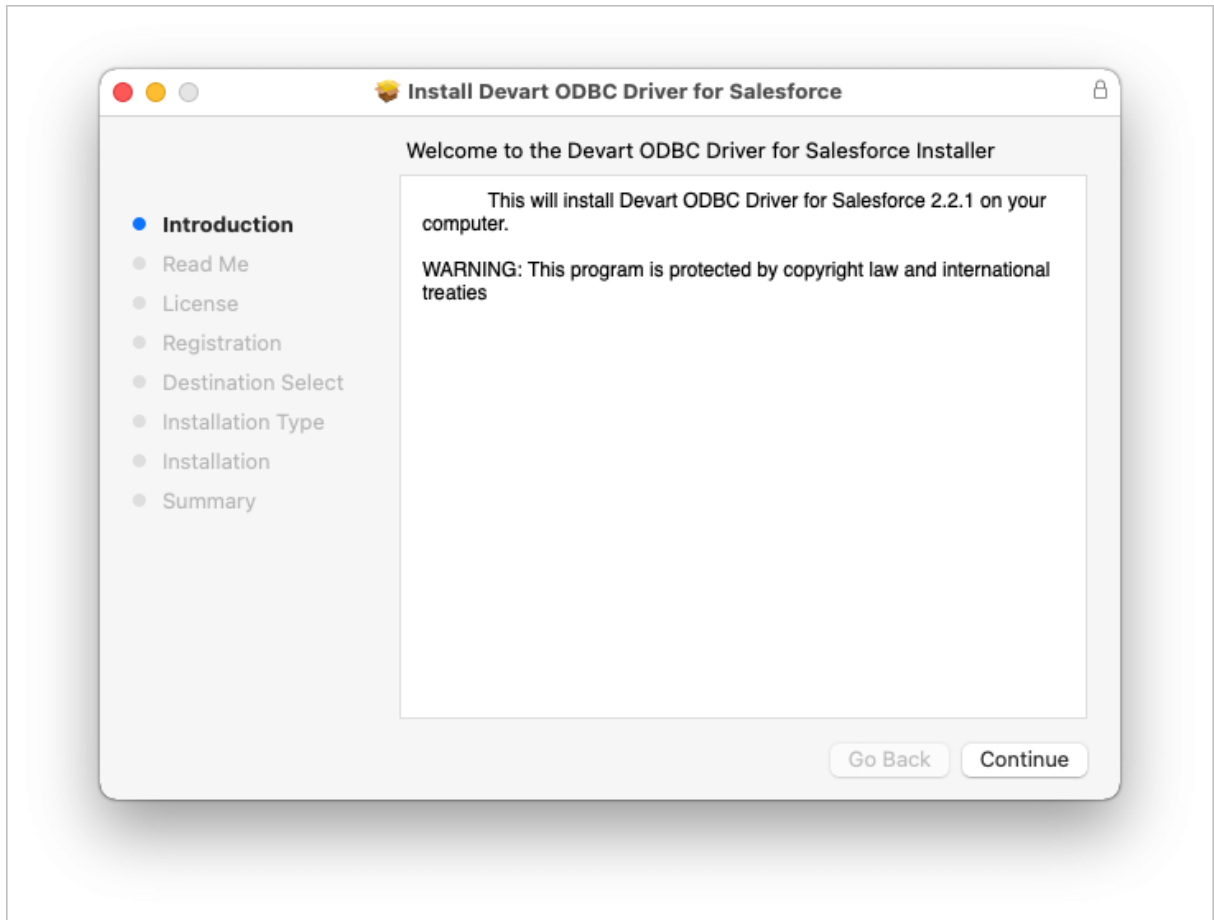 Install Devart ODBC Driver for Salesforce
Welcome to the Devart ODBC Driver for Salesforce Installer
Introduction
Read Me
License
Registration
Destination Select
Installation Type
Installation
Summary
This will install Devart ODBC Driver for Salesforce 2.2.1 on your
computer.
WARNING: This program is protected by copyright law and international
treaties
Go Back
Continue